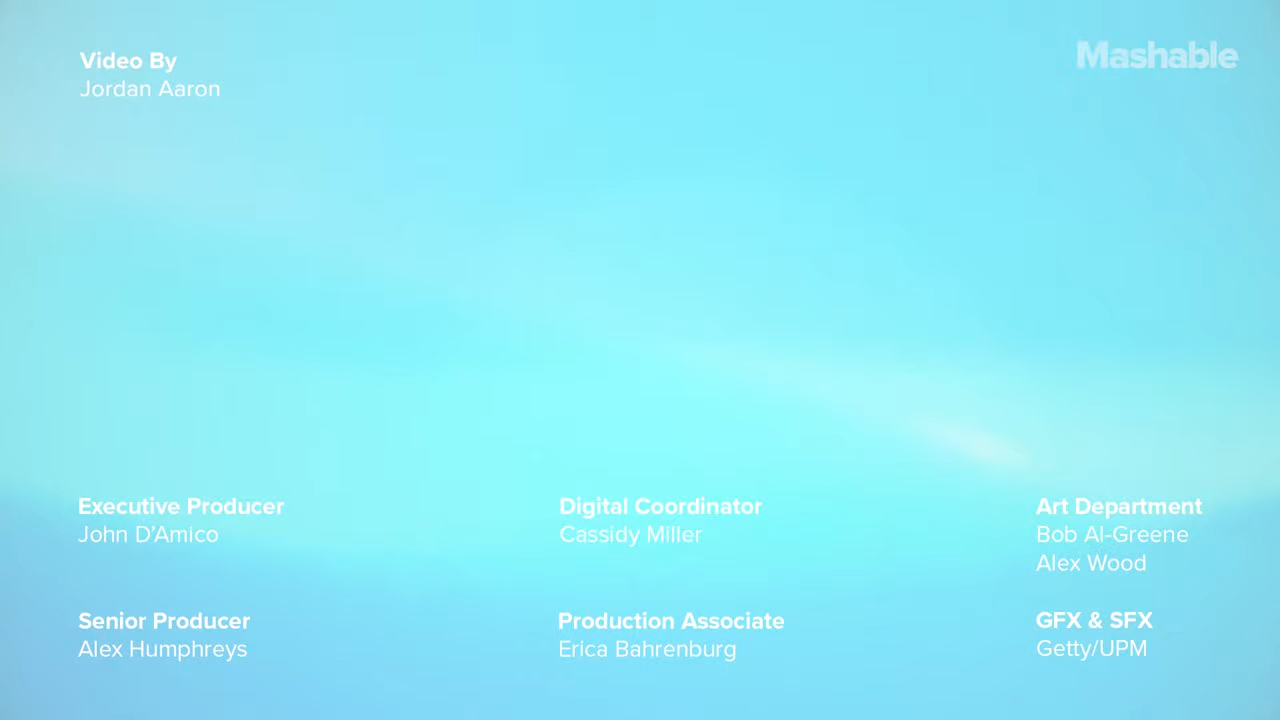 Video By
Jordan Aaron
Mashable
Executive Producer
John D’Amico
Digital Coordinator
Cassidy Miller
Art Department
Bob Al-Greene
Alex Wood
Senior Producer
Alex Humphreys
Production Associate
Erica Bahrenburg
GFX & SFX
Getty/UPM